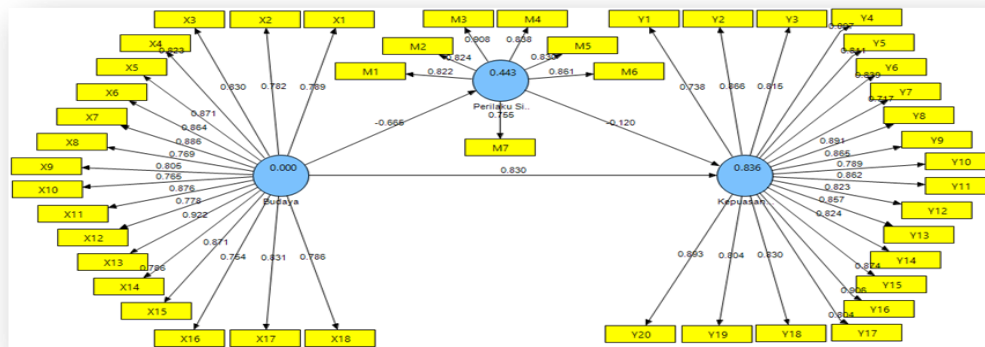 X3
X2
X1
X4
0.823
X5
X6
X7
X8
X9
X10
X11
X12
X13
X14
X15
X16
X17
X18
0.830
0.782
0.789
0.871
0.864
0.886
0.769
0.805
0.765
0.876
0.778
0.922
0.871
0.786
0.754
0.831
0.786
0.000
Budaya
-0.665
0.830
-0.120
M3
M4
M2
M5
M1
M6
0.908
0.838
0.824
0.822
0.861
0.443
Perilaku Si..
0.755
M7
Y1
Y2
Y3
Y4
Y5
Y6
Y7
Y8
Y9
Y10
Y11
Y12
Y13
Y14
Y15
Y16
Y17
Y18
Y19
Y20
0.738
0.866
0.815
0.811
0.839
0.717
0.891
0.865
0.789
0.862
0.823
0.857
0.824
0.874
0.906
0.804
0.830
0.804
0.893
0.836
Kepuasan...